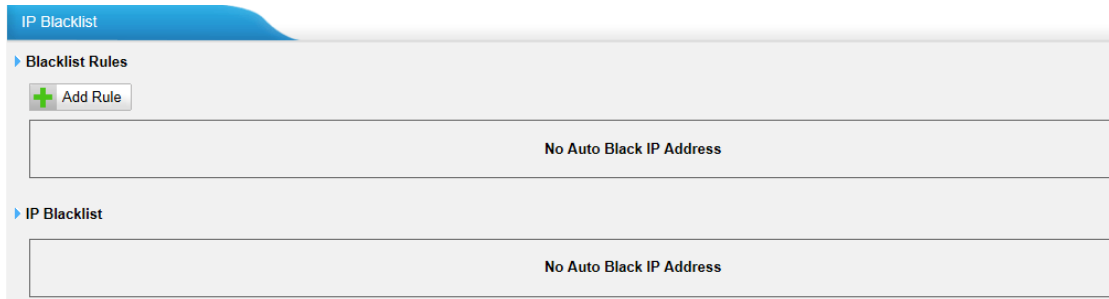 IP Blacklist
Blacklist Rules
Add Rule
No Auto Black IP Address
IP Blacklist
No Auto Black IP Address